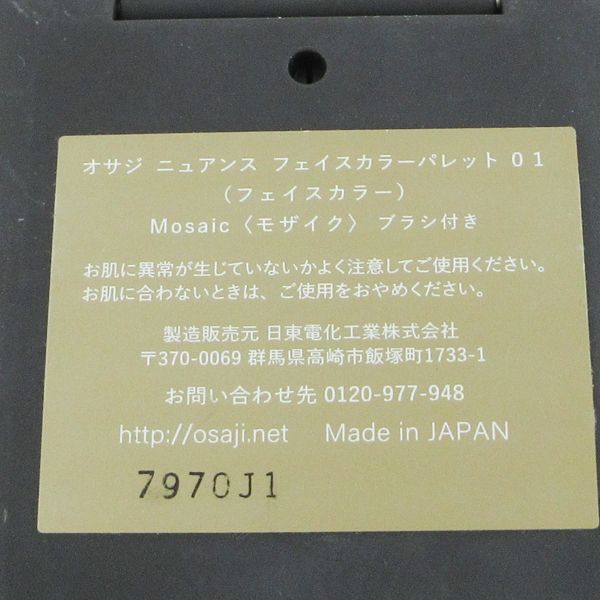 オサジ ニュアンス フェイスカラーパレット 01
（フェイスカラー）
Mosaic〈モザイク〉 ブラシ付き
お肌に異常が生じていないかよく注意してご使用ください。
お肌に合わないときは、ご使用をおやめください。
製造販売元 日東電化工業株式会社
〒370-0069 群馬県高崎市飯塚町1733-1
お問い合わせ先 0120-977-948
http://osaji.net Made in JAPAN
7970J1